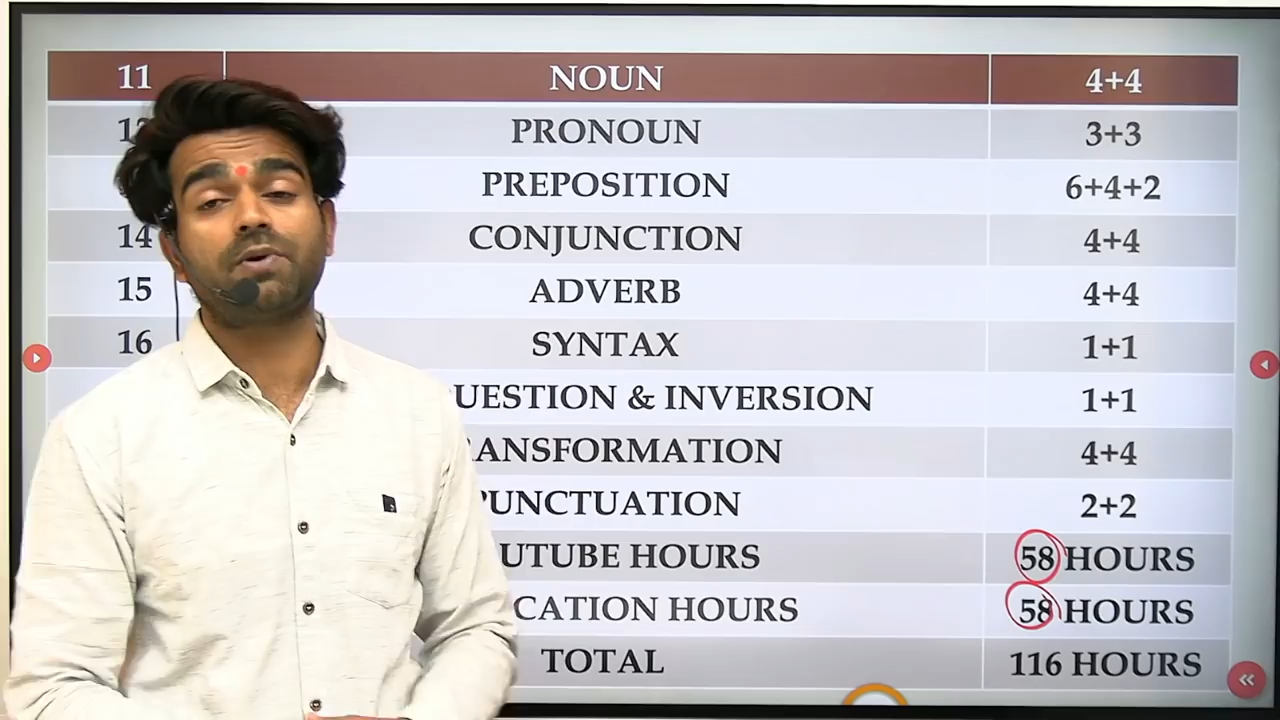 11 NOUN 4+4
PRONOUN 3+3
PREPOSITION 6+4+2
14 CONJUNCTION 4+4
15 ADVERB 4+4
16 SYNTAX 1+1
UESTION & INVERSION 1+1
RANSFORMATION 4+4
PUNCTUATION 2+2
UTUBE HOURS 58 HOURS
CATION HOURS 58 HOURS
TOTAL 116 HOURS